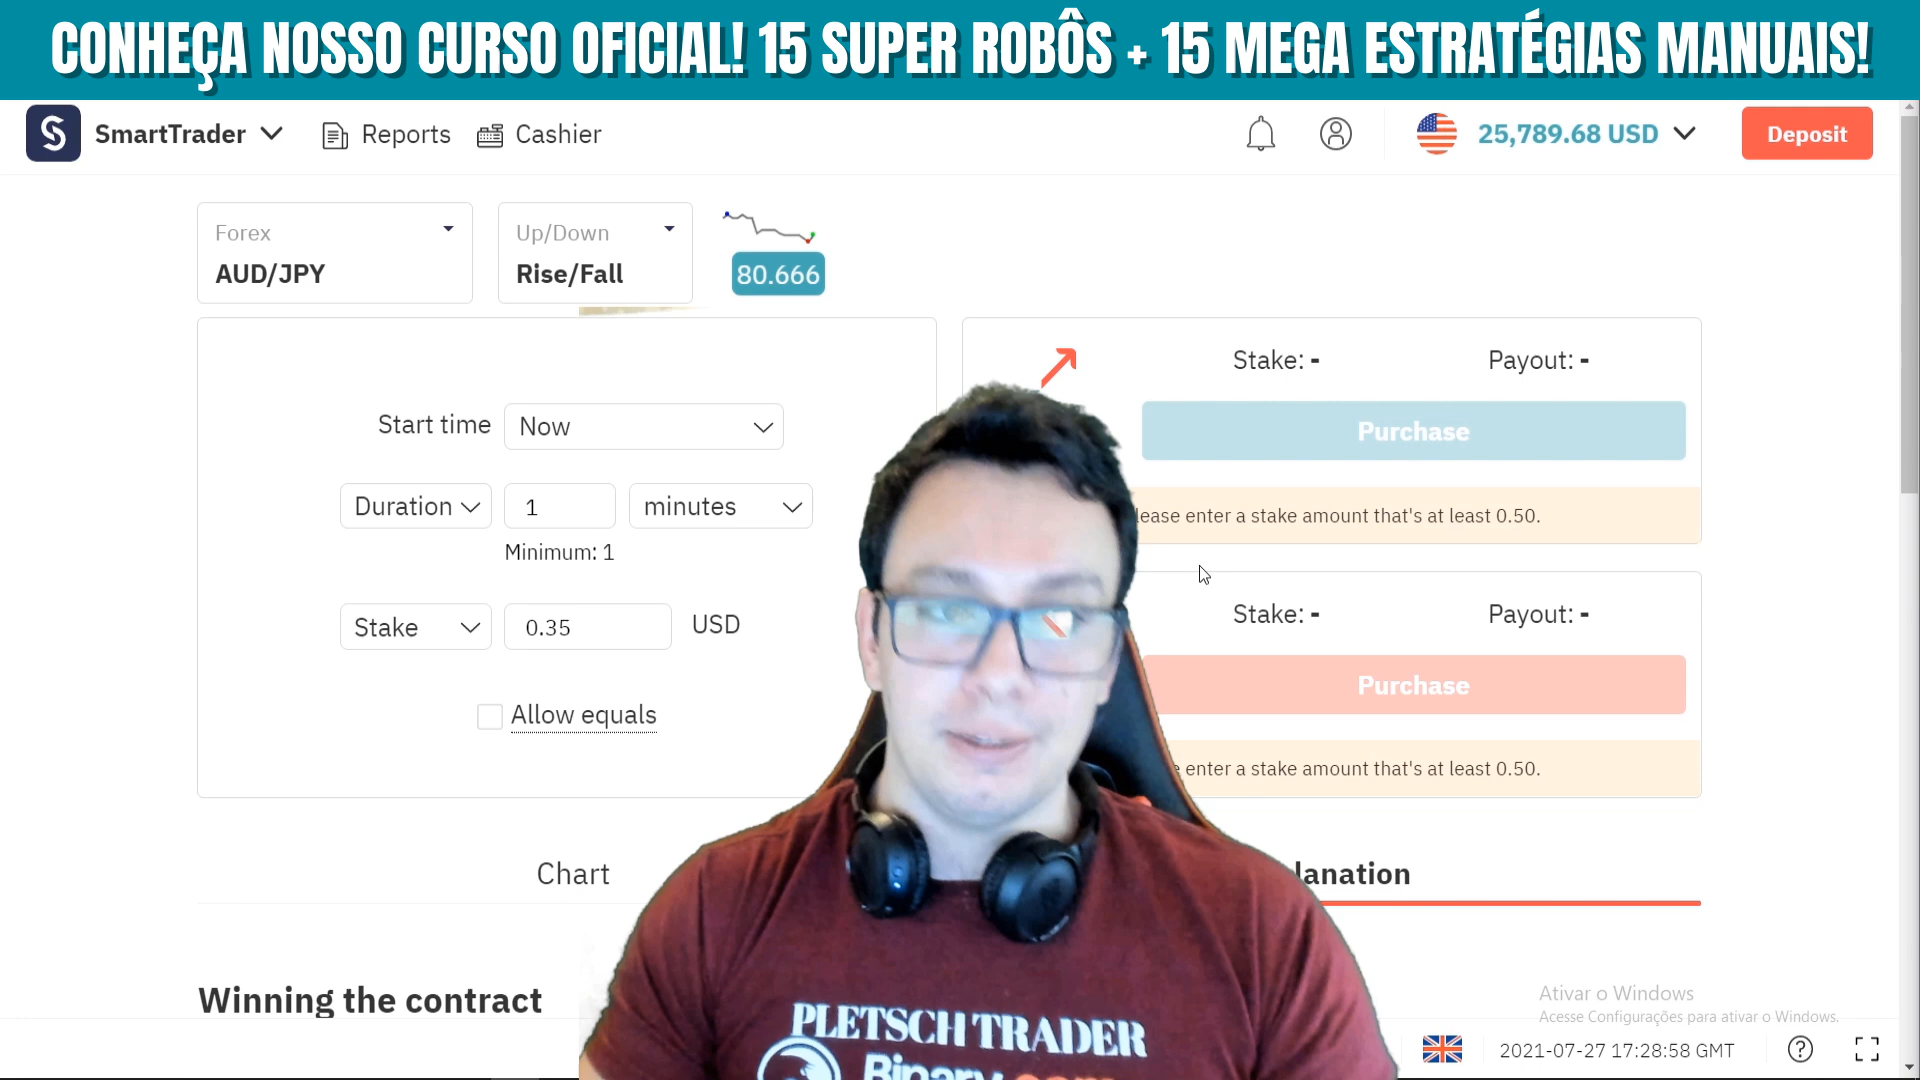 CONHEÇA NOSSO CURSO OFICIAL! 15 SUPER ROBÔS + 15 MEGA ESTRATÉGIAS MANUAIS!
SmartTrader Reports Cashier 25,789.68 USD Deposit
Forex
AUD/JPY
Up/Down
Rise/Fall
80.666
Start time Now
Duration 1 minutes
Minimum: 1
Stake 0.35 USD
Allow equals
Stake: - Payout: -
Purchase
enter a stake amount that's at least 0.50.
Stake: - Payout: -
Purchase
enter a stake amount that's at least 0.50.
Chart
lanation
Winning the contract
PLETSCH TRADER
Ativar o Windows
Acesse Configurações para ativar o Windows.
2021-07-27 17:28:58 GMT